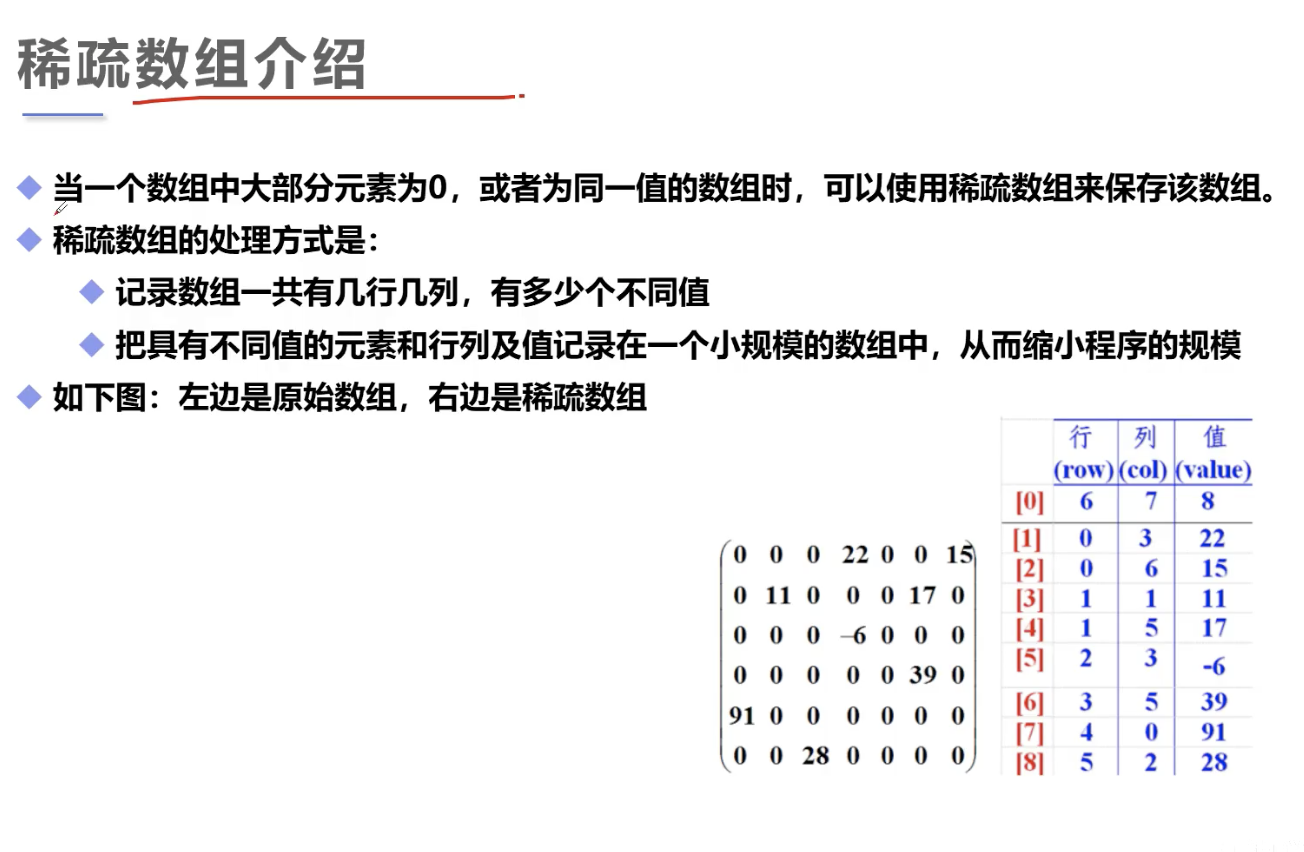 稀疏数组介绍
当一个数组中大部分元素为0，或者为同一值的数组时，可以使用稀疏数组来保存该数组。
稀疏数组的处理方式是：
记录数组一共有几行几列，有多少个不同值
把具有不同值的元素和行列及值记录在一个小规模的数组中，从而缩小程序的规模
如下图：左边是原始数组，右边是稀疏数组
0 0 0 22 0 0 15
0 11 0 0 0 17 0
0 0 0 –6 0 0 0
0 0 0 0 0 39 0
91 0 0 0 0 0 0
0 0 28 0 0 0 0
行 列 值
(row) (col) (value)
[0] 6 7 8
[1] 0 3 22
[2] 0 6 15
[3] 1 1 11
[4] 1 5 17
[5] 2 3 -6
[6] 3 5 39
[7] 4 0 91
[8] 5 2 28